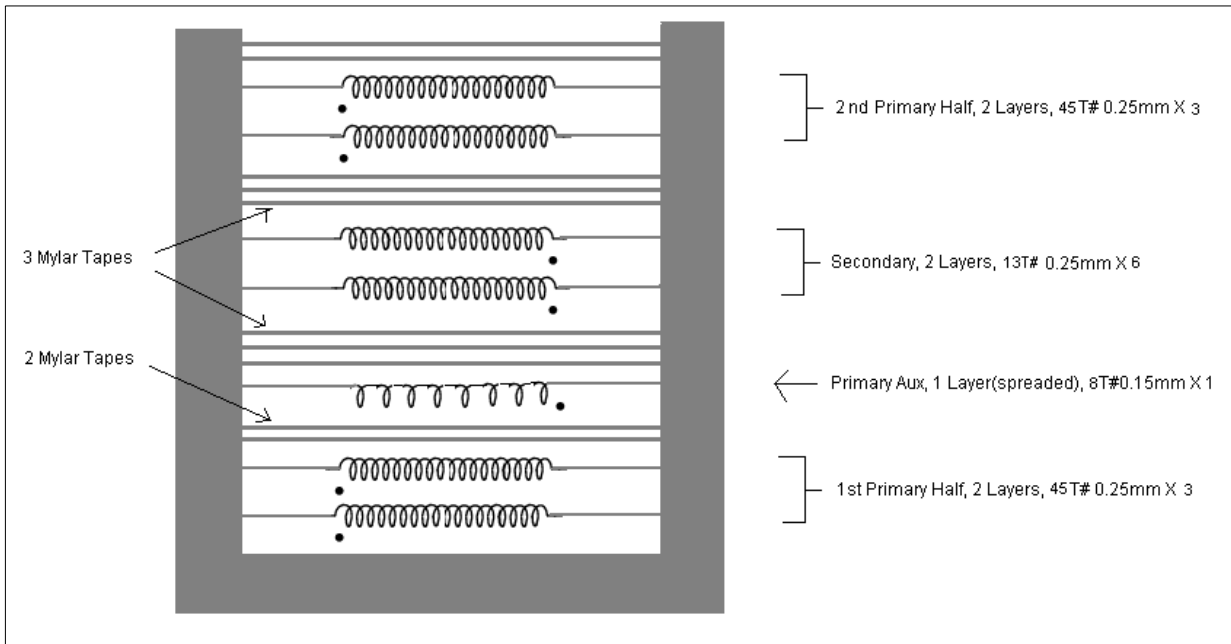 2 nd Primary Half, 2 Layers, 45T# 0.25mm X 3
3 Mylar Tapes
Secondary, 2 Layers, 13T# 0.25mm X 6
2 Mylar Tapes
Primary Aux, 1 Layer(spreaded), 8T#0.15mm X 1
1st Primary Half, 2 Layers, 45T# 0.25mm X 3